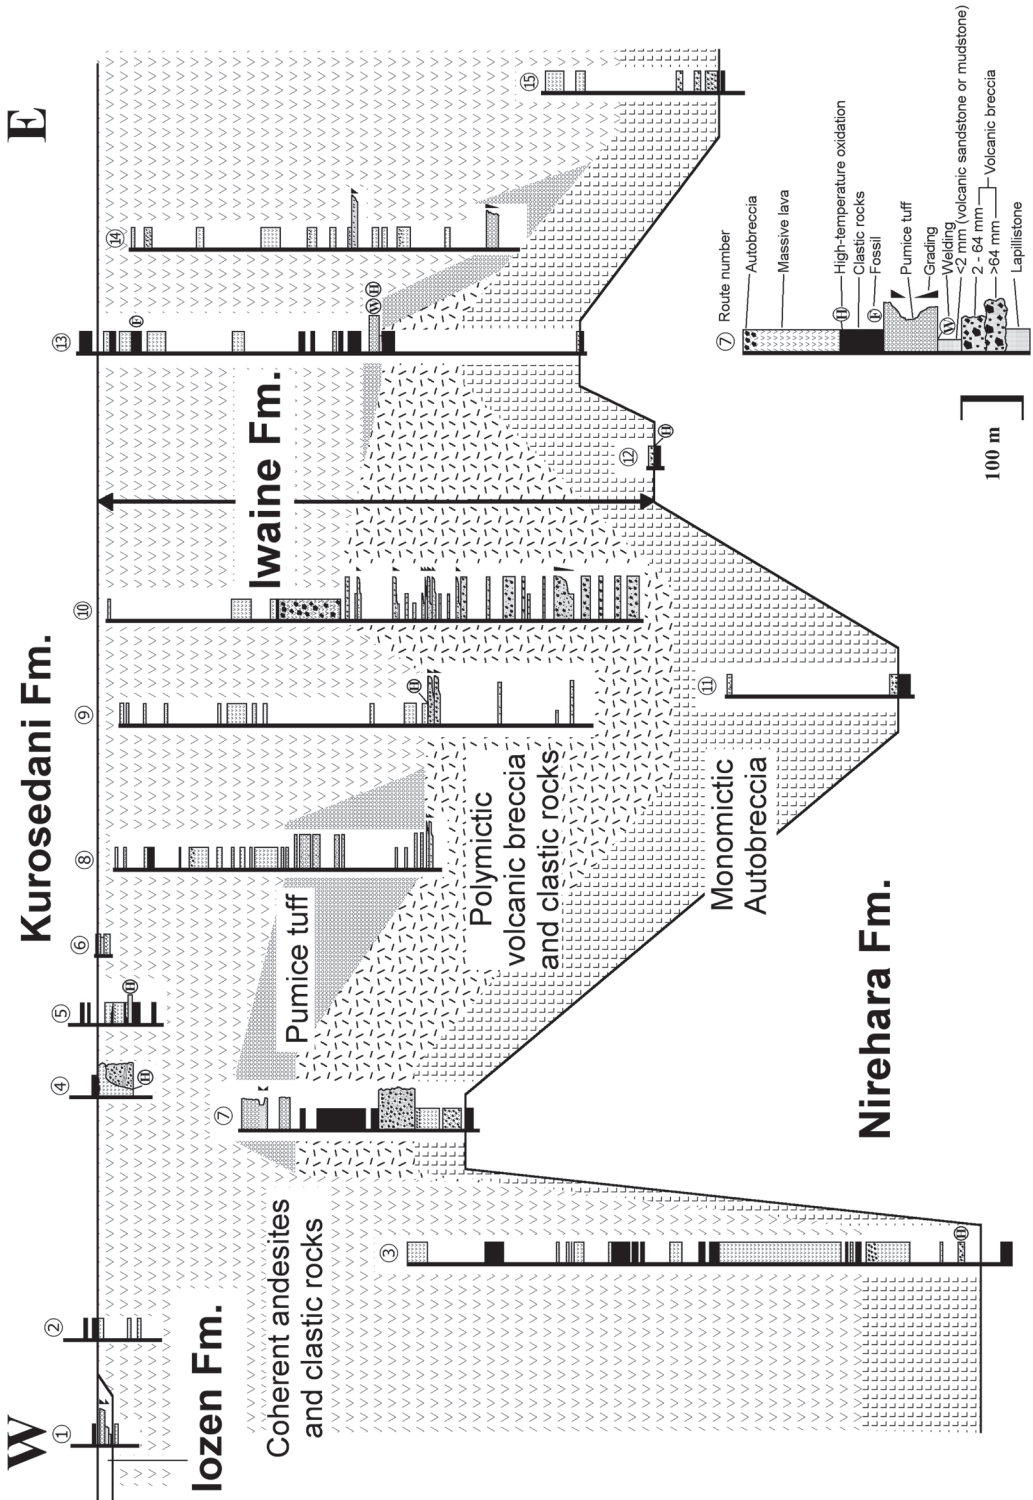 W
E
Kurosedani Fm.
①
②
③
④
⑤
⑥
⑦
⑧
⑨
⑩
⑪
⑫
⑬
⑭
⑮
Iozen Fm.
Coherent andesites
and clastic rocks
Pumice tuff
Polymictic
volcanic breccia
and clastic rocks
Monomictic
Autobreccia
Iwaine Fm.
Nirehara Fm.
Ⓗ
Ⓗ
Ⓗ
Ⓗ
Ⓗ
Ⓕ
Ⓦ Ⓗ
⑦ Route number
Autobreccia
Massive lava
Ⓗ High-temperature oxidation
Clastic rocks
Ⓕ Fossil
Pumice tuff
Grading
Ⓦ Welding
<2 mm (volcanic sandstone or mudstone)
2 - 64 mm
>64 mm
Volcanic breccia
Lapillistone
100 m